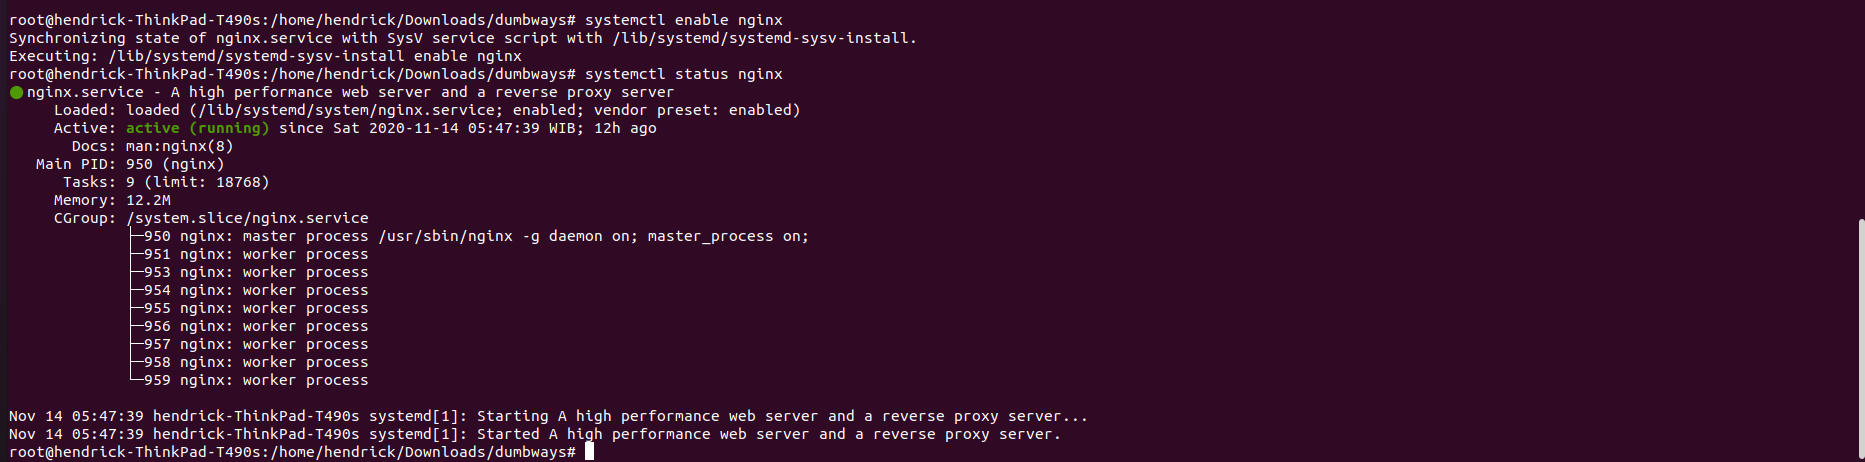 root@hendrick-ThinkPad-T490s:/home/hendrick/Downloads/dumbways# systemctl enable nginx
Synchronizing state of nginx.service with SysV service script with /lib/systemd/systemd-sysv-install.
Executing: /lib/systemd/systemd-sysv-install enable nginx
root@hendrick-ThinkPad-T490s:/home/hendrick/Downloads/dumbways# systemctl status nginx
● nginx.service - A high performance web server and a reverse proxy server
     Loaded: loaded (/lib/systemd/system/nginx.service; enabled; vendor preset: enabled)
     Active: active (running) since Sat 2020-11-14 05:47:39 WIB; 12h ago
       Docs: man:nginx(8)
   Main PID: 950 (nginx)
      Tasks: 9 (limit: 18768)
     Memory: 12.2M
     CGroup: /system.slice/nginx.service
             ├─950 nginx: master process /usr/sbin/nginx -g daemon on; master_process on;
             ├─951 nginx: worker process
             ├─953 nginx: worker process
             ├─954 nginx: worker process
             ├─955 nginx: worker process
             ├─956 nginx: worker process
             ├─957 nginx: worker process
             ├─958 nginx: worker process
             └─959 nginx: worker process
Nov 14 05:47:39 hendrick-ThinkPad-T490s systemd[1]: Starting A high performance web server and a reverse proxy server...
Nov 14 05:47:39 hendrick-ThinkPad-T490s systemd[1]: Started A high performance web server and a reverse proxy server.
root@hendrick-ThinkPad-T490s:/home/hendrick/Downloads/dumbways#